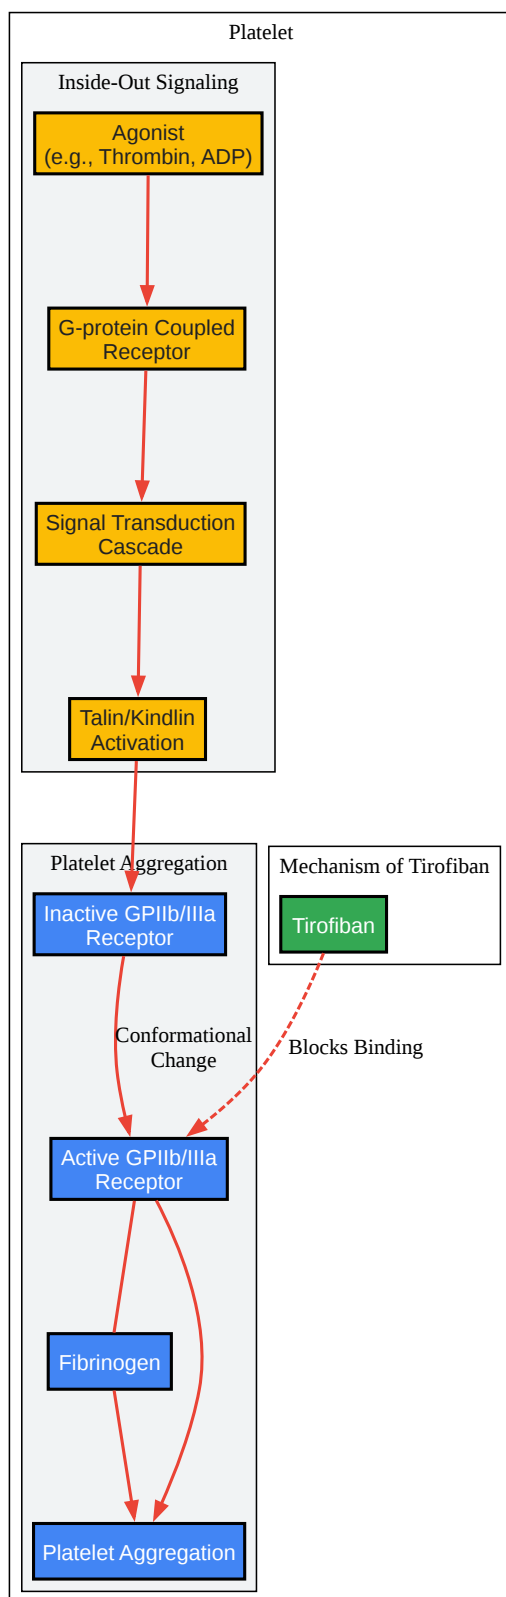 Platelet
Inside-Out Signaling
Agonist
(e.g., Thrombin, ADP)
G-protein Coupled
Receptor
Signal Transduction
Cascade
Talin/Kindlin
Activation
Platelet Aggregation
Mechanism of Tirofiban
Inactive GPIIb/IIIa
Receptor
Tirofiban
Conformational
Change
Blocks Binding
Active GPIIb/IIIa
Receptor
Fibrinogen
Platelet Aggregation